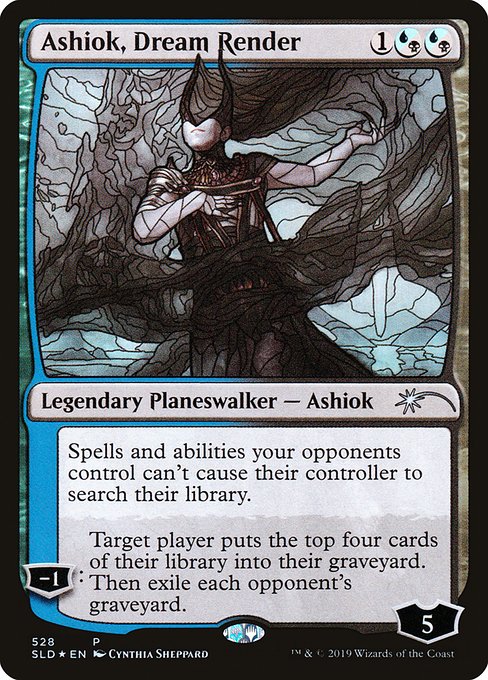 Ashiok, Dream Render 1
Legendary Planeswalker — Ashiok
Spells and abilities your opponents
control can't cause their controller to
search their library.
-1: Target player puts the top four cards
of their library into their graveyard.
Then exile each opponent's
graveyard.
5
528 P
SLD ★ EN Cynthia Sheppard
™ & © 2019 Wizards of the Coast